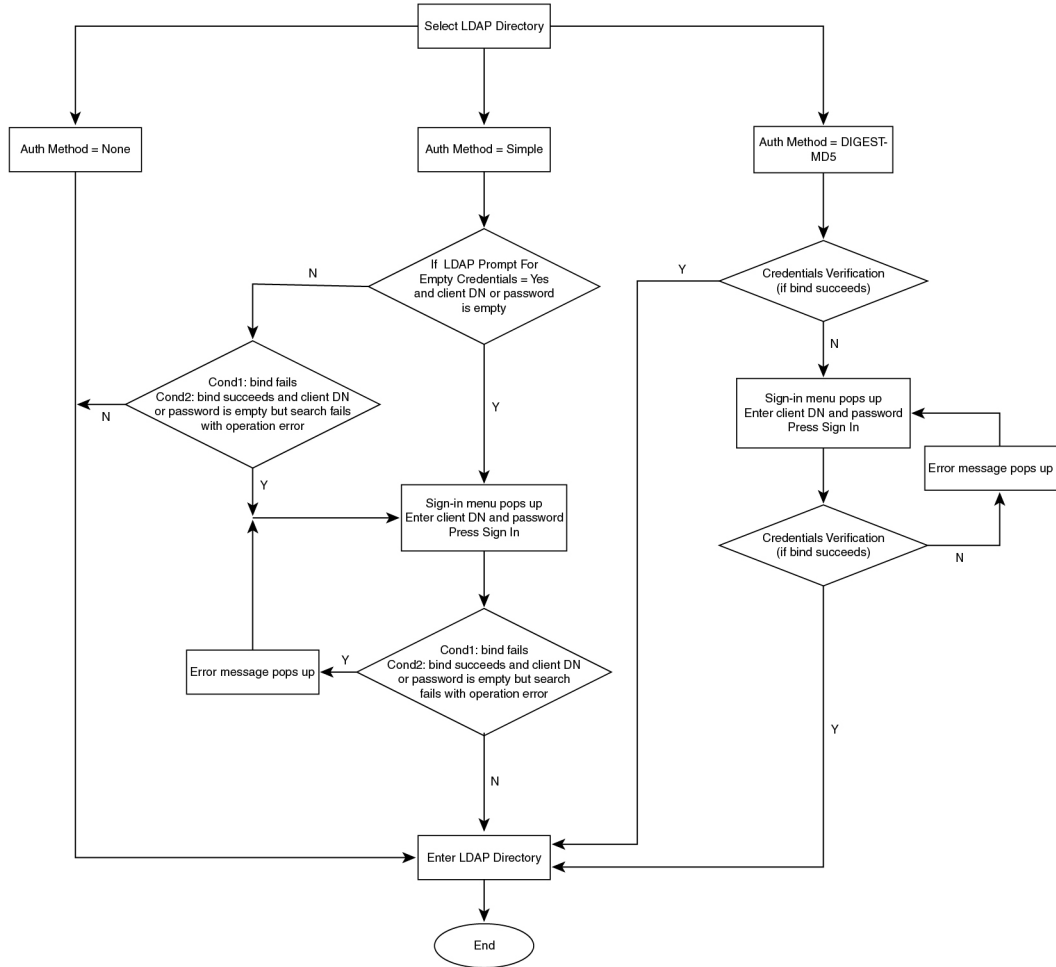 Select LDAP Directory
Auth Method = None
Auth Method = Simple
Auth Method = DIGEST-
MD5
If LDAP Prompt For
Empty Credentials = Yes
and client DN or password
is empty
N
Y
Credentials Verification
(if bind succeeds)
Y
N
Cond1: bind fails
Cond2: bind succeeds and client DN
or password is empty but search fails
with operation error
N
Y
Sign-in menu pops up
Enter client DN and password
Press Sign In
Error message pops up
Sign-in menu pops up
Enter client DN and password
Press Sign In
Credentials Verification
(if bind succeeds)
N
Y
Cond1: bind fails
Cond2: bind succeeds and client DN
or password is empty but search
fails with operation error
Y
Error message pops up
N
Enter LDAP Directory
End